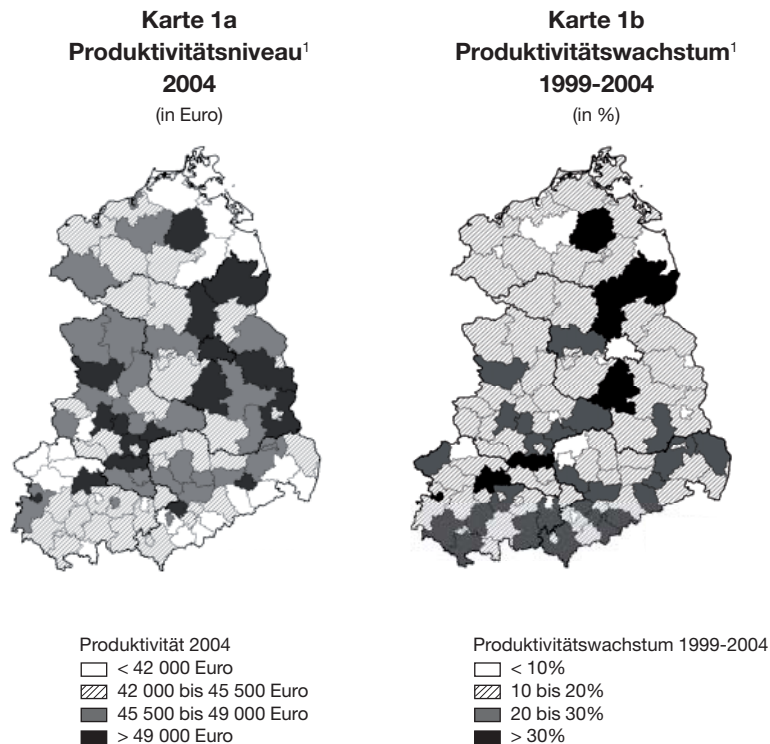 Karte 1a
Produktivitätsniveau¹
2004
(in Euro)
Karte 1b
Produktivitätswachstum¹
1999-2004
(in %)
Produktivität 2004
< 42 000 Euro
42 000 bis 45 500 Euro
45 500 bis 49 000 Euro
> 49 000 Euro
Produktivitätswachstum 1999-2004
< 10%
10 bis 20%
20 bis 30%
> 30%